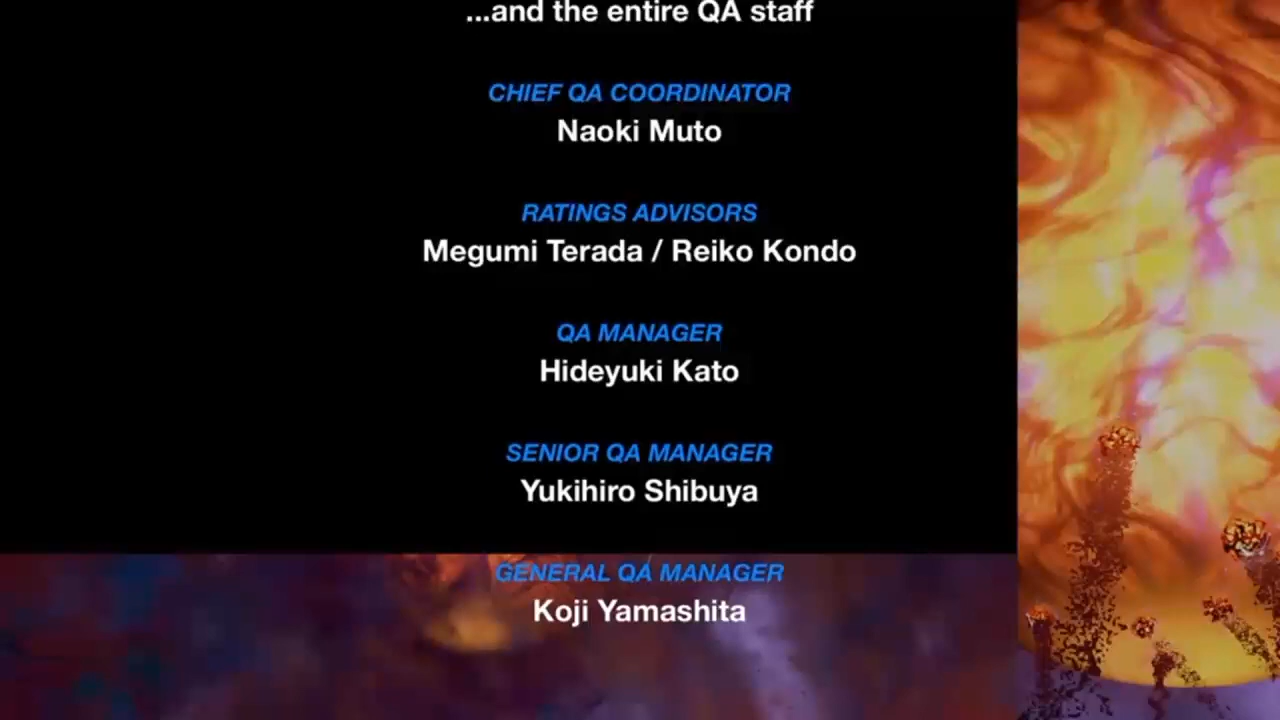 ...and the entire QA staff
CHIEF QA COORDINATOR
Naoki Muto
RATINGS ADVISORS
Megumi Terada / Reiko Kondo
QA MANAGER
Hideyuki Kato
SENIOR QA MANAGER
Yukihiro Shibuya
GENERAL QA MANAGER
Koji Yamashita